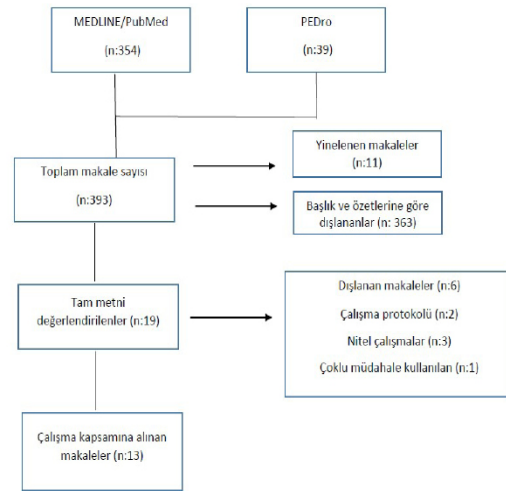 MEDLINE/PubMed
(n:354)
PEDro
(n:39)
Yinelenen makaleler
(n:11)
Toplam makale sayısı
(n:393)
Başlık ve özetlerine göre
dışlananlar (n: 363)
Tam metni
değerlendirilenler (n:19)
Dışlanan makaleler (n:6)
Çalışma protokolü (n:2)
Nitel çalışmalar (n:3)
Çoklu müdahale kullanılan (n:1)
Çalışma kapsamına alınan
makaleler (n:13)